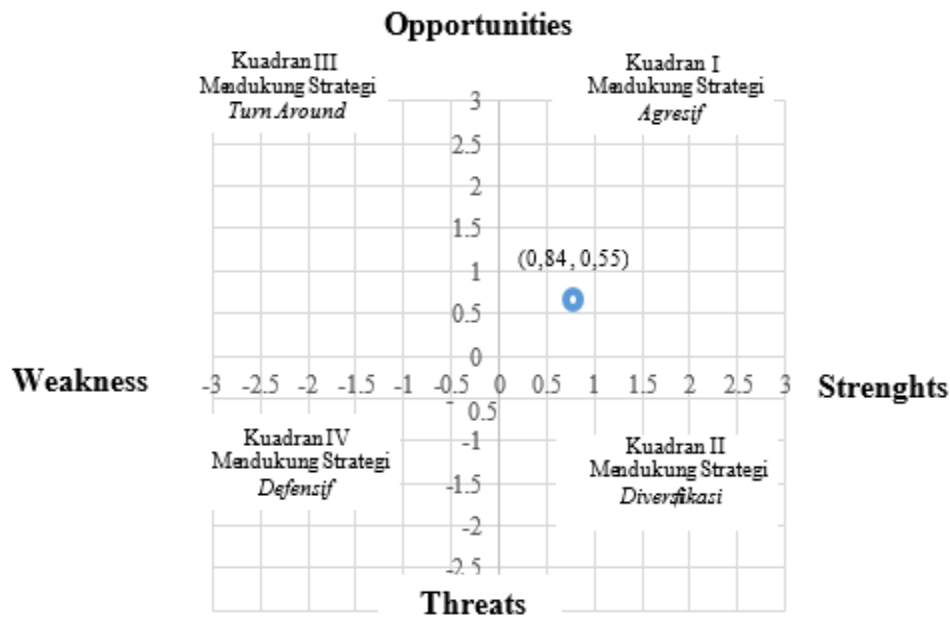 Opportunities
Kuadran III
Mendukung Strategi
Turn Around
Kuadran I
Mendukung Strategi
Agresif
3
2.5
2
1.5
(0,84 , 0,55)
1
0.5
0
Weakness
-3 -2.5 -2 -1.5 -1 -0.5 0 0.5 1 1.5 2 2.5 3
Strenghts
-
0.5
Kuadran IV
Mendukung Strategi
Defensif
-1
Kuadran II
Mendukung Strategi
Diversfikasi
-1.5
-2
-2.5
Threats